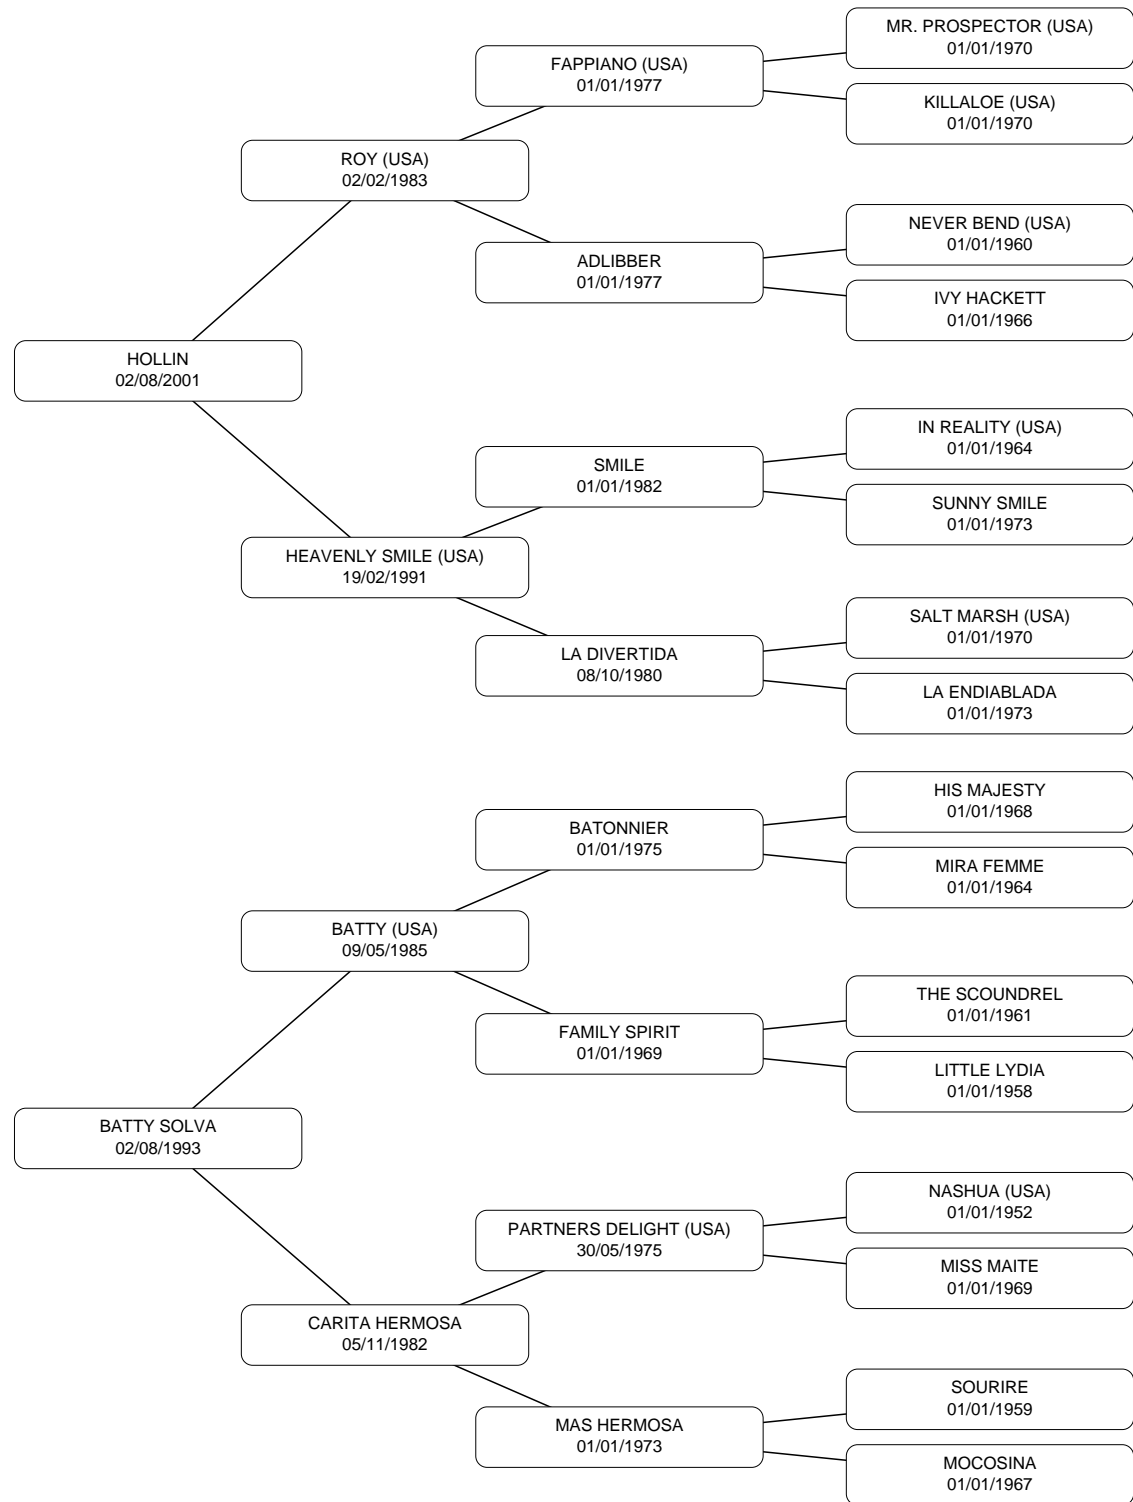 MR. PROSPECTOR (USA)
01/01/1970
FAPPIANO (USA)
01/01/1977
KILLALOE (USA)
01/01/1970
ROY (USA)
02/02/1983
NEVER BEND (USA)
01/01/1960
ADLIBBER
01/01/1977
IVY HACKETT
01/01/1966
HOLLIN
02/08/2001
IN REALITY (USA)
01/01/1964
SMILE
01/01/1982
SUNNY SMILE
01/01/1973
HEAVENLY SMILE (USA)
19/02/1991
SALT MARSH (USA)
01/01/1970
LA DIVERTIDA
08/10/1980
LA ENDIABLADA
01/01/1973
HIS MAJESTY
01/01/1968
BATONNIER
01/01/1975
MIRA FEMME
01/01/1964
BATTY (USA)
09/05/1985
THE SCOUNDREL
01/01/1961
FAMILY SPIRIT
01/01/1969
LITTLE LYDIA
01/01/1958
BATTY SOLVA
02/08/1993
NASHUA (USA)
01/01/1952
PARTNERS DELIGHT (USA)
30/05/1975
MISS MAITE
01/01/1969
CARITA HERMOSA
05/11/1982
SOURIRE
01/01/1959
MAS HERMOSA
01/01/1973
MOCOSINA
01/01/1967